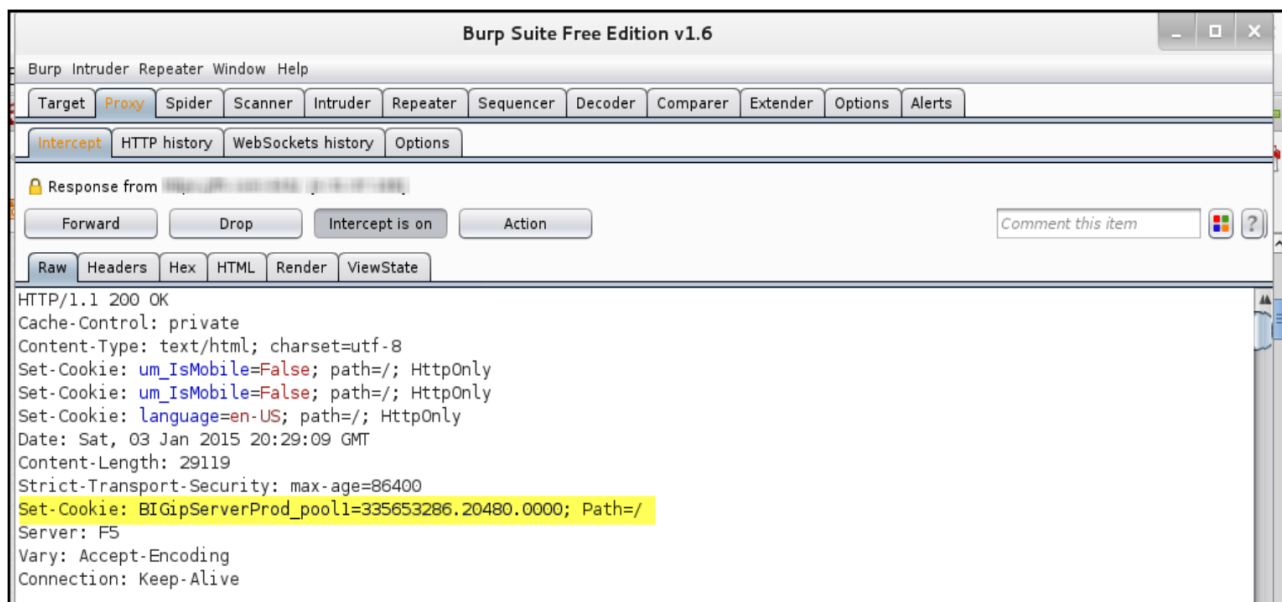 Burp Suite Free Edition v1.6
Burp Intruder Repeater Window Help
Target Proxy Spider Scanner Intruder Repeater Sequencer Decoder Comparer Extender Options Alerts
Intercept HTTP history WebSockets history Options
Response from
Forward Drop Intercept is on Action Comment this item ?
Raw Headers Hex HTML Render ViewState
HTTP/1.1 200 OK
Cache-Control: private
Content-Type: text/html; charset=utf-8
Set-Cookie: um_IsMobile=False; path=/; HttpOnly
Set-Cookie: um_IsMobile=False; path=/; HttpOnly
Set-Cookie: language=en-US; path=/; HttpOnly
Date: Sat, 03 Jan 2015 20:29:09 GMT
Content-Length: 29119
Strict-Transport-Security: max-age=86400
Set-Cookie: BIGipServerProd_pool1=335653286.20480.0000; Path=/
Server: F5
Vary: Accept-Encoding
Connection: Keep-Alive